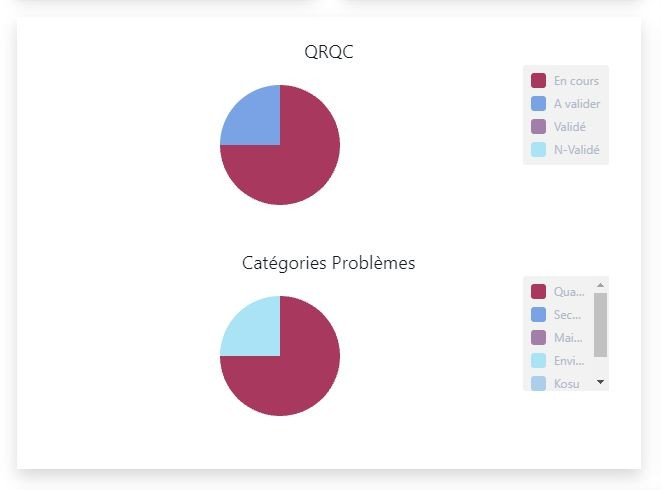 QRQC
En cours
A valider
Validé
N-Validé
Catégories Problèmes
Qua...
Sec...
Mai...
Envi...
Kosu